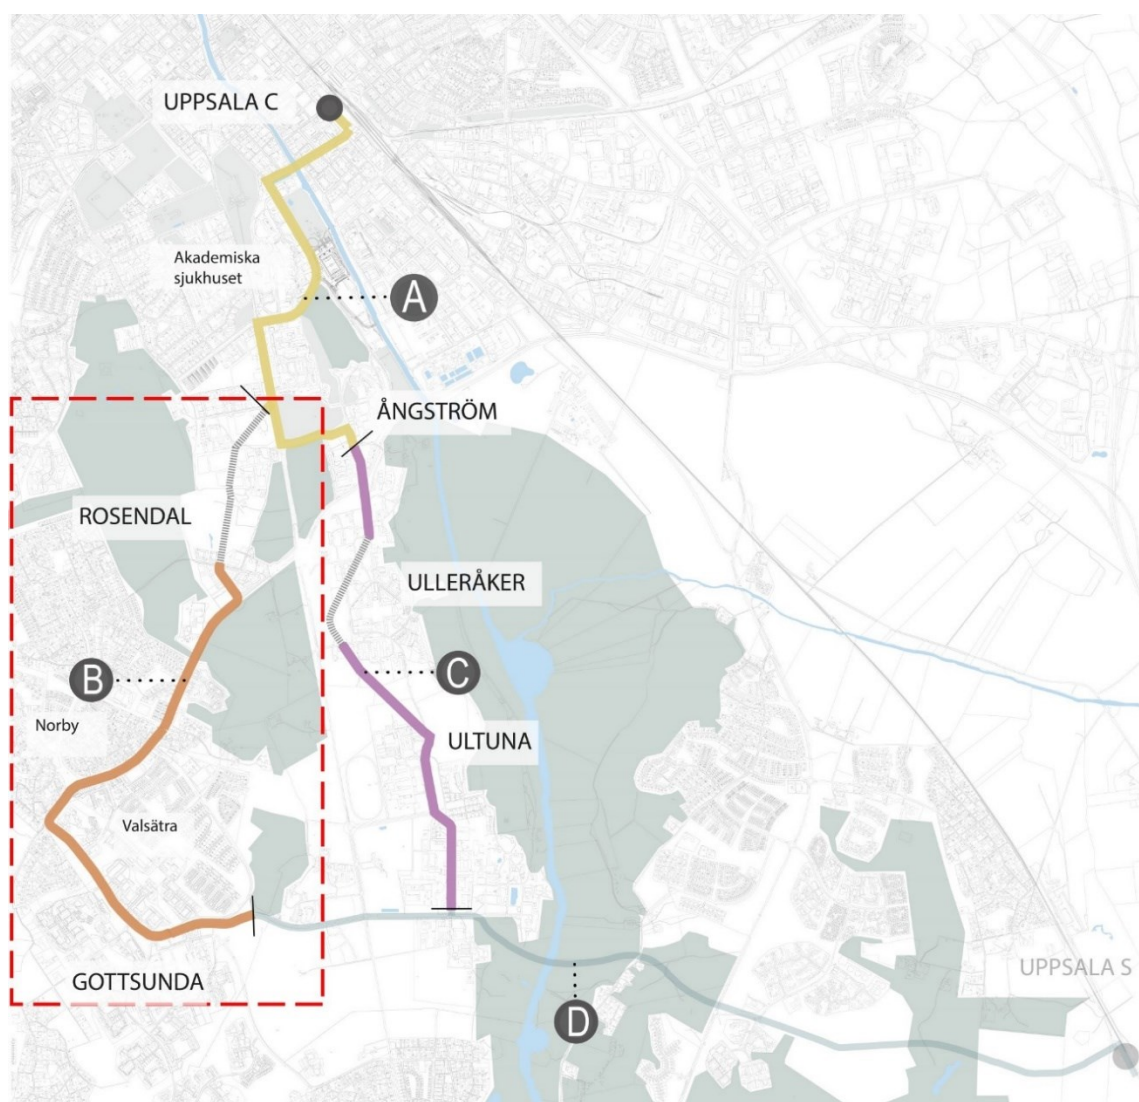 UPPSALA C
Akademiska
sjukhuset
A
ÅNGSTRÖM
ROSENDAL
ULLERÅKER
B
C
Norby
ULTUNA
Valsätra
UPPSALA S
GOTTSUNDA
D